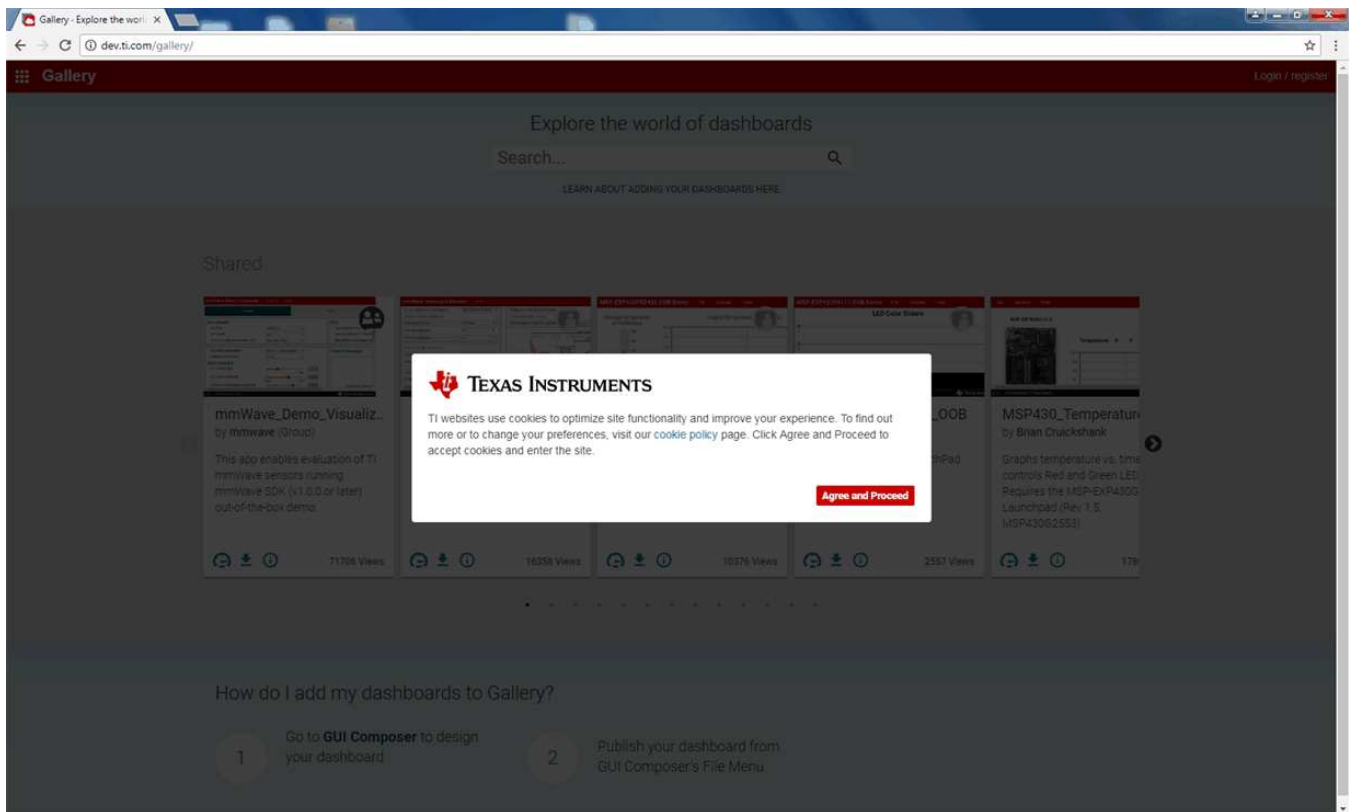 Gallery - Explore the worl
dev.ti.com/gallery/
Gallery
Login / register
Explore the world of dashboards
Search...
LEARN ABOUT ADDING YOUR DASHBOARDS HERE
Shared
LED Color Sliders
TEXAS INSTRUMENTS
TI websites use cookies to optimize site functionality and improve your experience. To find out
more or to change your preferences, visit our cookie policy page. Click Agree and Proceed to
accept cookies and enter the site.
Agree and Proceed
mmWave_Demo_Visualiz..
by mmwave (Group)
This app enables evaluation of TI
mmWave sensors running
mmWave SDK (v1.0.0 or later)
out-of-the-box demo.
71706 Views
16358 Views
10376 Views
_OOB
hPad
2557 Views
MSP430_Temperature
by Brian Cruickshank
Graphs temperature vs. time
controls Red and Green LED
Requires the MSP-EXP430G
Launchpad (Rev 1.5,
MSP430G2553)
178
How do I add my dashboards to Gallery?
1
Go to GUI Composer to design
your dashboard
2
Publish your dashboard from
GUI Composer's File Menu